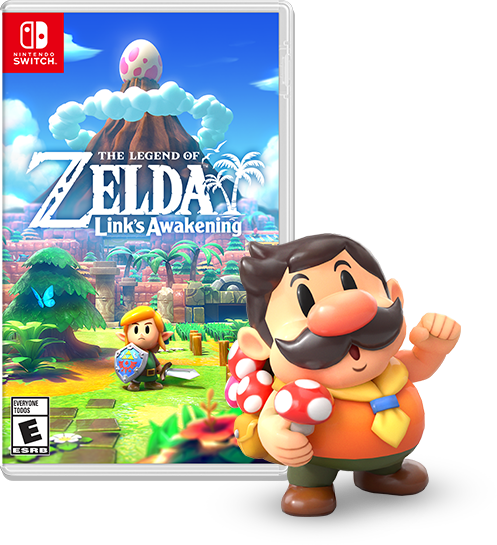 NINTENDO
SWITCH
THE LEGEND OF
ZELDA
Link's Awakening
EVERYONE
TODOS
E
ESRB